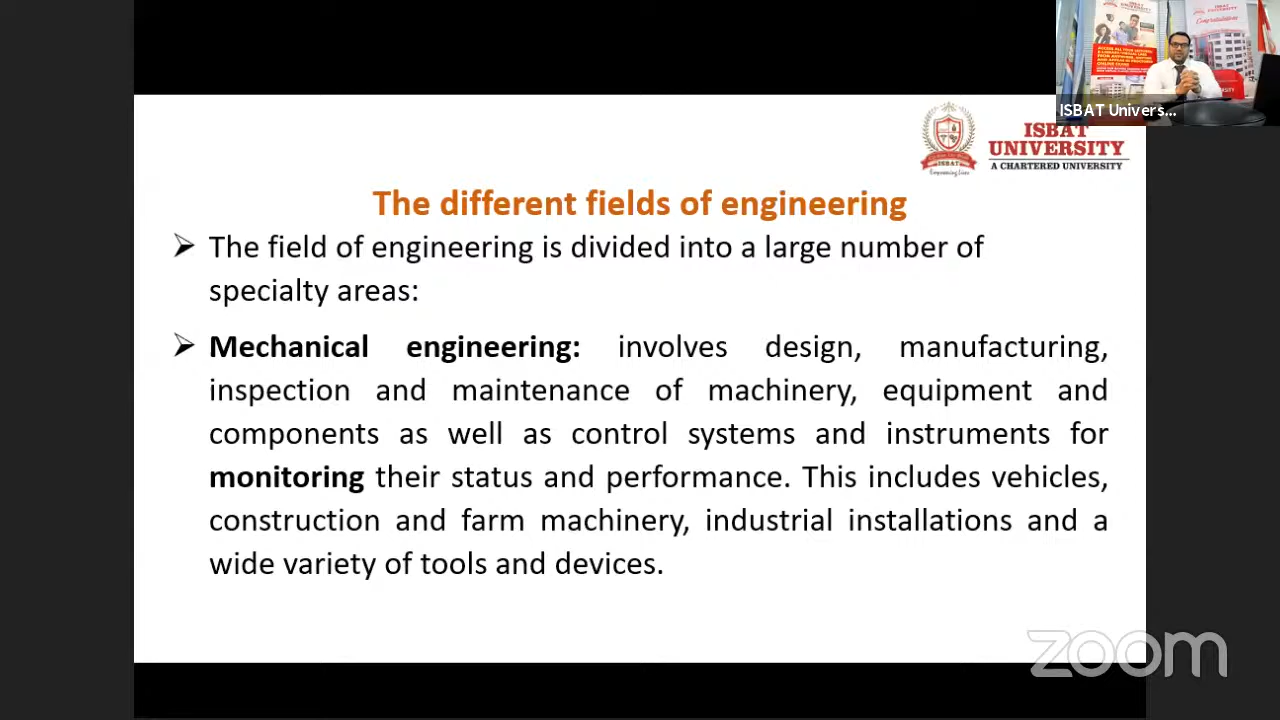 ISBAT Univers...
ISBAT
UNIVERSITY
A CHARTERED UNIVERSITY
ISBAT
Empowering Lives
The different fields of engineering
➤ The field of engineering is divided into a large number of
specialty areas:
➤ Mechanical engineering: involves design, manufacturing,
inspection and maintenance of machinery, equipment and
components as well as control systems and instruments for
monitoring their status and performance. This includes vehicles,
construction and farm machinery, industrial installations and a
wide variety of tools and devices.
zoom